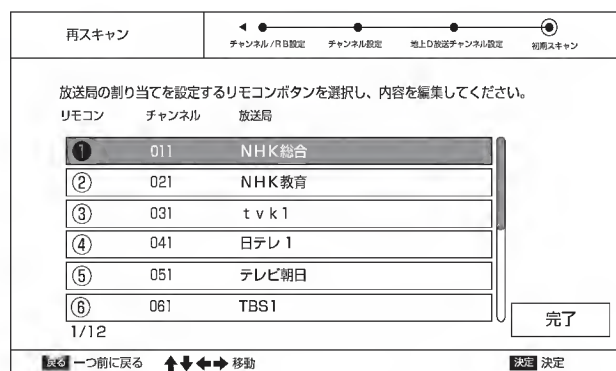 再スキャン
チャンネル/RB設定 チャンネル設定 地上D放送チャンネル設定 初期スキャン
放送局の割り当てを設定するリモコンボタンを選択し、内容を編集してください。
リモコン チャンネル 放送局
❶ 011 NHK総合
② 021 NHK教育
③ 031 tvk1
④ 041 日テレ1
⑤ 051 テレビ朝日
⑥ 061 TBS1
1/12
完了
戻る 一つ前に戻る 移動 決定 決定